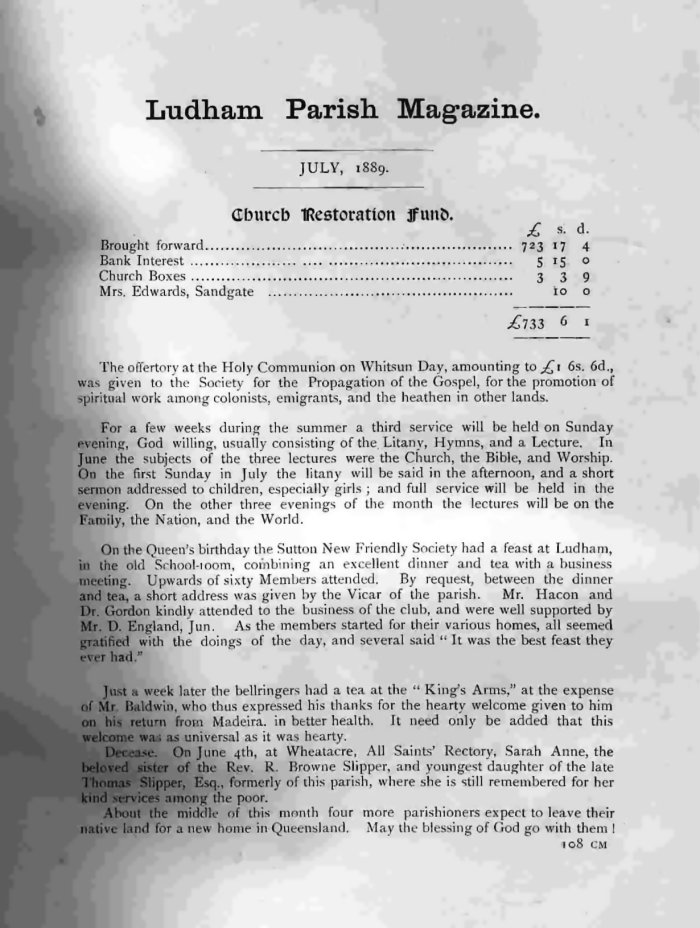 Ludham Parish Magazine.
JULY, 1889.
Church Restoration Fund.
£ s. d.
Brought forward............................................................ 723 17 4
Bank Interest ............................................................ 5 15 0
Church Boxes ............................................................ 3 3 9
Mrs. Edwards, Sandgate ................................................ 10 0
£733 6 1
The offertory at the Holy Communion on Whitsun Day, amounting to £1 6s. 6d.,
was given to the Society for the Propagation of the Gospel, for the promotion of
spiritual work among colonists, emigrants, and the heathen in other lands.
For a few weeks during the summer a third service will be held on Sunday
evening, God willing, usually consisting of the Litany, Hymns, and a Lecture. In
June the subjects of the three lectures were the Church, the Bible, and Worship.
On the first Sunday in July the litany will be said in the afternoon, and a short
sermon addressed to children, especially girls ; and full service will be held in the
evening. On the other three evenings of the month the lectures will be on the
Family, the Nation, and the World.
On the Queen's birthday the Sutton New Friendly Society had a feast at Ludham,
in the old School-room, combining an excellent dinner and tea with a business
meeting. Upwards of sixty Members attended. By request, between the dinner
and tea, a short address was given by the Vicar of the parish. Mr. Hacon and
Dr. Gordon kindly attended to the business of the club, and were well supported by
Mr. D. England, Jun. As the members started for their various homes, all seemed
gratified with the doings of the day, and several said " It was the best feast they
ever had."
Just a week later the bellringers had a tea at the " King's Arms," at the expense
of Mr. Baldwin, who thus expressed his thanks for the hearty welcome given to him
on his return from Madeira. in better health. It need only be added that this
welcome was as universal as it was hearty.
Decease. On June 4th, at Wheatacre, All Saints' Rectory, Sarah Anne, the
beloved sister of the Rev. R. Browne Slipper, and youngest daughter of the late
Thomas Slipper, Esq., formerly of this parish, where she is still remembered for her
kind services among the poor.
About the middle of this month four more parishioners expect to leave their
native land for a new home in Queensland. May the blessing of God go with them !
108 CM